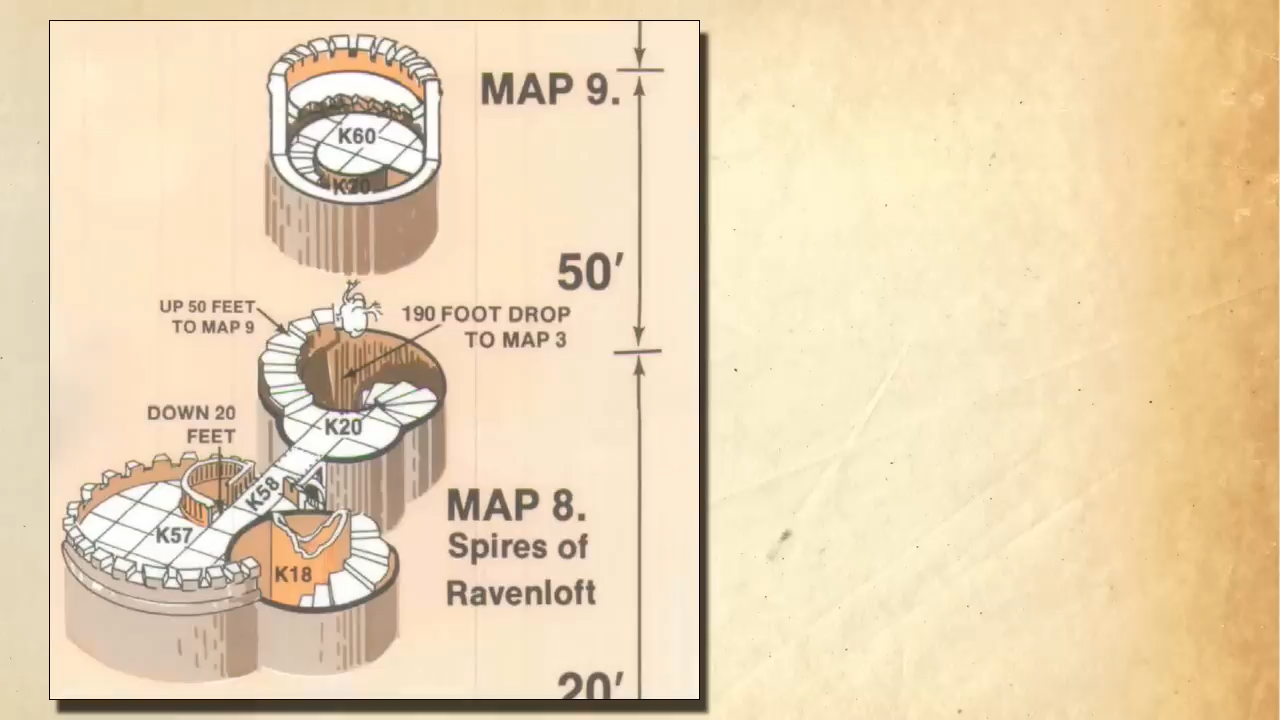 MAP 9.
K60
K20
50'
UP 50 FEET
TO MAP 9
190 FOOT DROP
TO MAP 3
DOWN 20
FEET
K20
K58
K57
K18
MAP 8.
Spires of
Ravenloft
20'